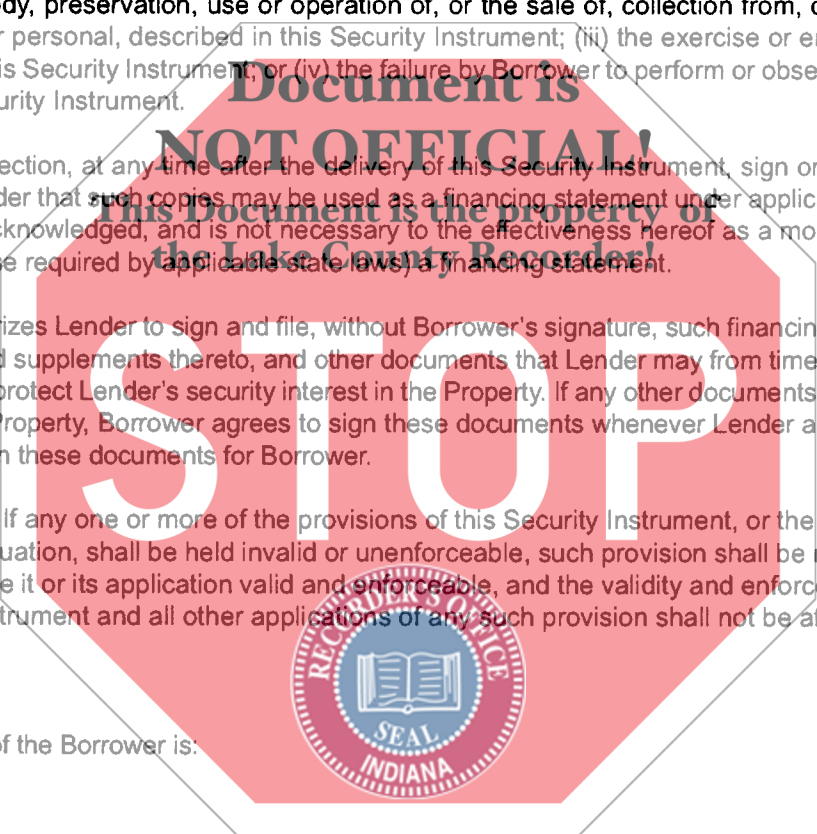 dy, preservation, use or operation of, or the sale of, collection from,
r personal, described in this Security Instrument; (iii) the exercise or
is Security Instrument; or (iv) the failure by Borrower to perform or
urity Instrument.
Document is
NOT OFFICIAL!
This Document is the property of
the Lake County Recorder!
ection, at any time after the delivery of this Security Instrument, sign or
der that such copies may be used as a financing statement under applic
cknowledged, and is not necessary to the effectiveness hereof as a mo
e required by applicable state laws) a financing statement.
rizes Lender to sign and file, without Borrower's signature, such financin
d supplements thereto, and other documents that Lender may from time
protect Lender's security interest in the Property. If any other documents
Property, Borrower agrees to sign these documents whenever Lender a
n these documents for Borrower.
STOP
If any one or more of the provisions of this Security Instrument, or the
uation, shall be held invalid or unenforceable, such provision shall be
e it or its application valid and enforceable, and the validity and enforc
trument and all other applications of any such provision shall not be af
RECORDER'S OFFICE
SEAL
INDIANA
of the Borrower is: